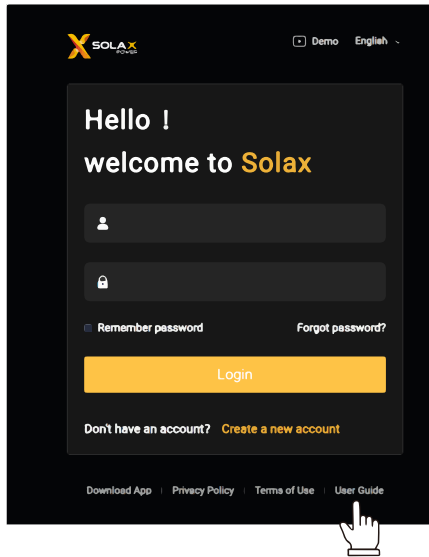 SOLAX
POWER
Demo English
Hello !
welcome to Solax
Remember password Forgot password?
Login
Don't have an account? Create a new account
Download App | Privacy Policy | Terms of Use | User Guide